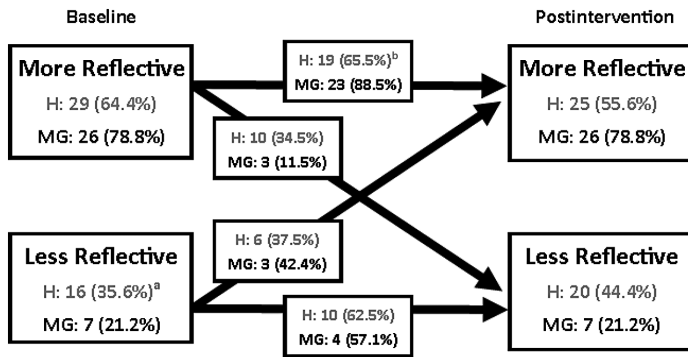 Baseline
Postintervention
More Reflective
H: 29 (64.4%)
MG: 26 (78.8%)
H: 19 (65.5%)ᵇ
MG: 23 (88.5%)
More Reflective
H: 25 (55.6%)
MG: 26 (78.8%)
H: 10 (34.5%)
MG: 3 (11.5%)
H: 6 (37.5%)
MG: 3 (42.4%)
Less Reflective
H: 16 (35.6%)ᵃ
MG: 7 (21.2%)
H: 10 (62.5%)
MG: 4 (57.1%)
Less Reflective
H: 20 (44.4%)
MG: 7 (21.2%)